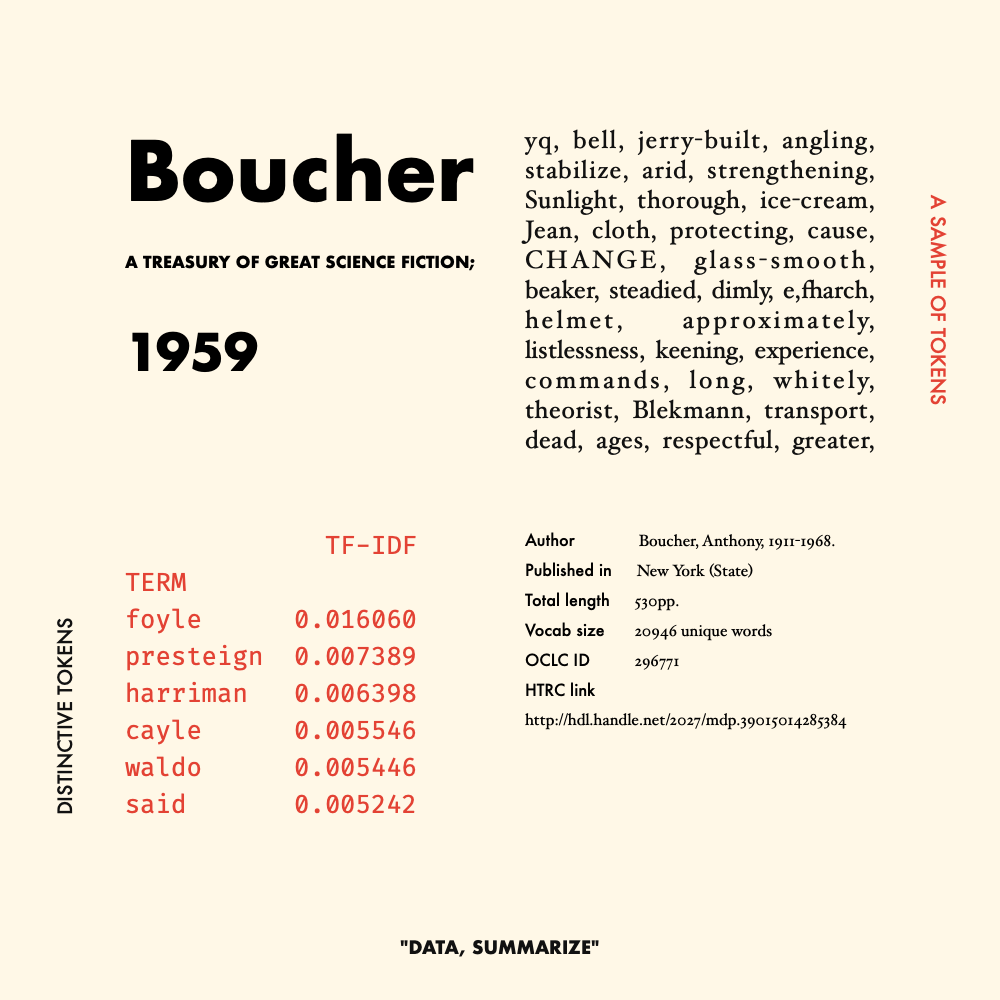 Boucher
A TREASURY OF GREAT SCIENCE FICTION;
1959
yq, bell, jerry-built, angling,
stabilize, arid, strengthening,
Sunlight, thorough, ice-cream,
Jean, cloth, protecting, cause,
CHANGE, glass-smooth,
beaker, steadied, dimly, e,fharch,
helmet, approximately,
listlessness, keening, experience,
commands, long, whitely,
theorist, Blekmann, transport,
dead, ages, respectful, greater,
A SAMPLE OF TOKENS
DISTINCTIVE TOKENS
TF-IDF
TERM
foyle 0.016060
presteign 0.007389
harriman 0.006398
cayle 0.005546
waldo 0.005446
said 0.005242
Author Boucher, Anthony, 1911-1968.
Published in New York (State)
Total length 530pp.
Vocab size 20946 unique words
OCLC ID 296771
HTRC link
http://hdl.handle.net/2027/mdp.39015014285384
"DATA, SUMMARIZE"